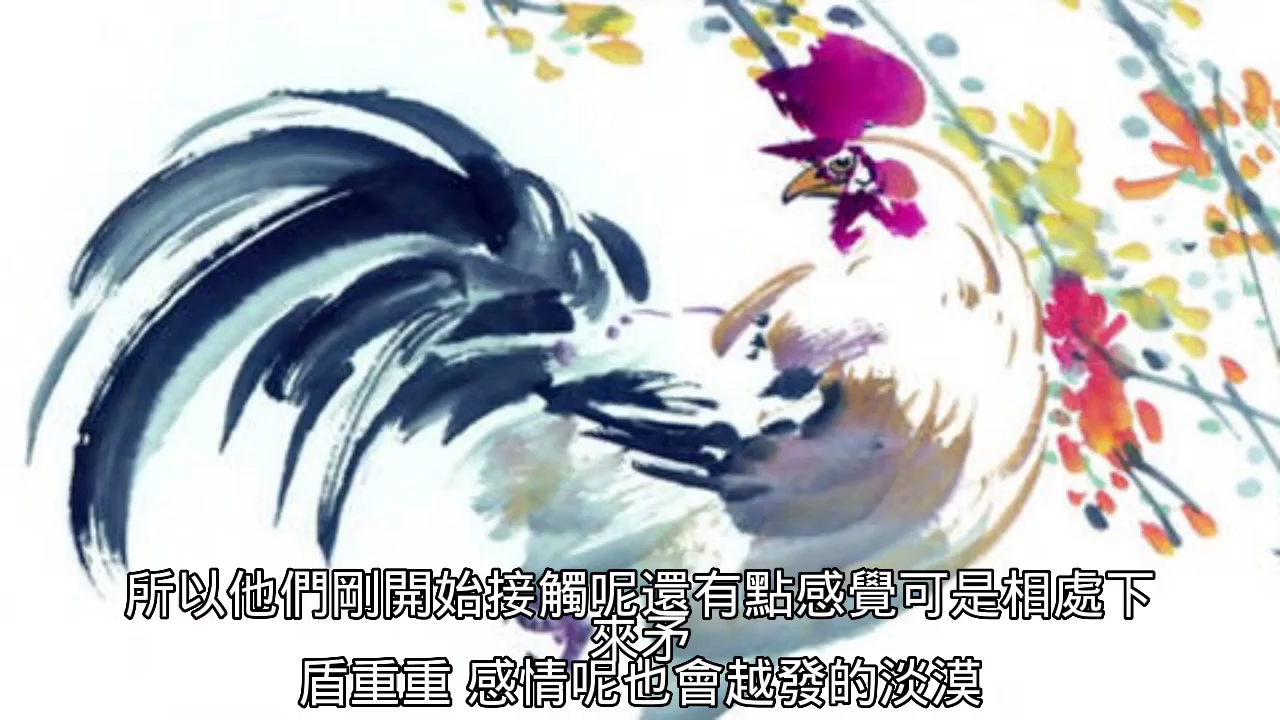 所以他們剛開始接觸呢還有點感覺可是相處下
來矛
盾重重 感情呢也會越發的淡漠